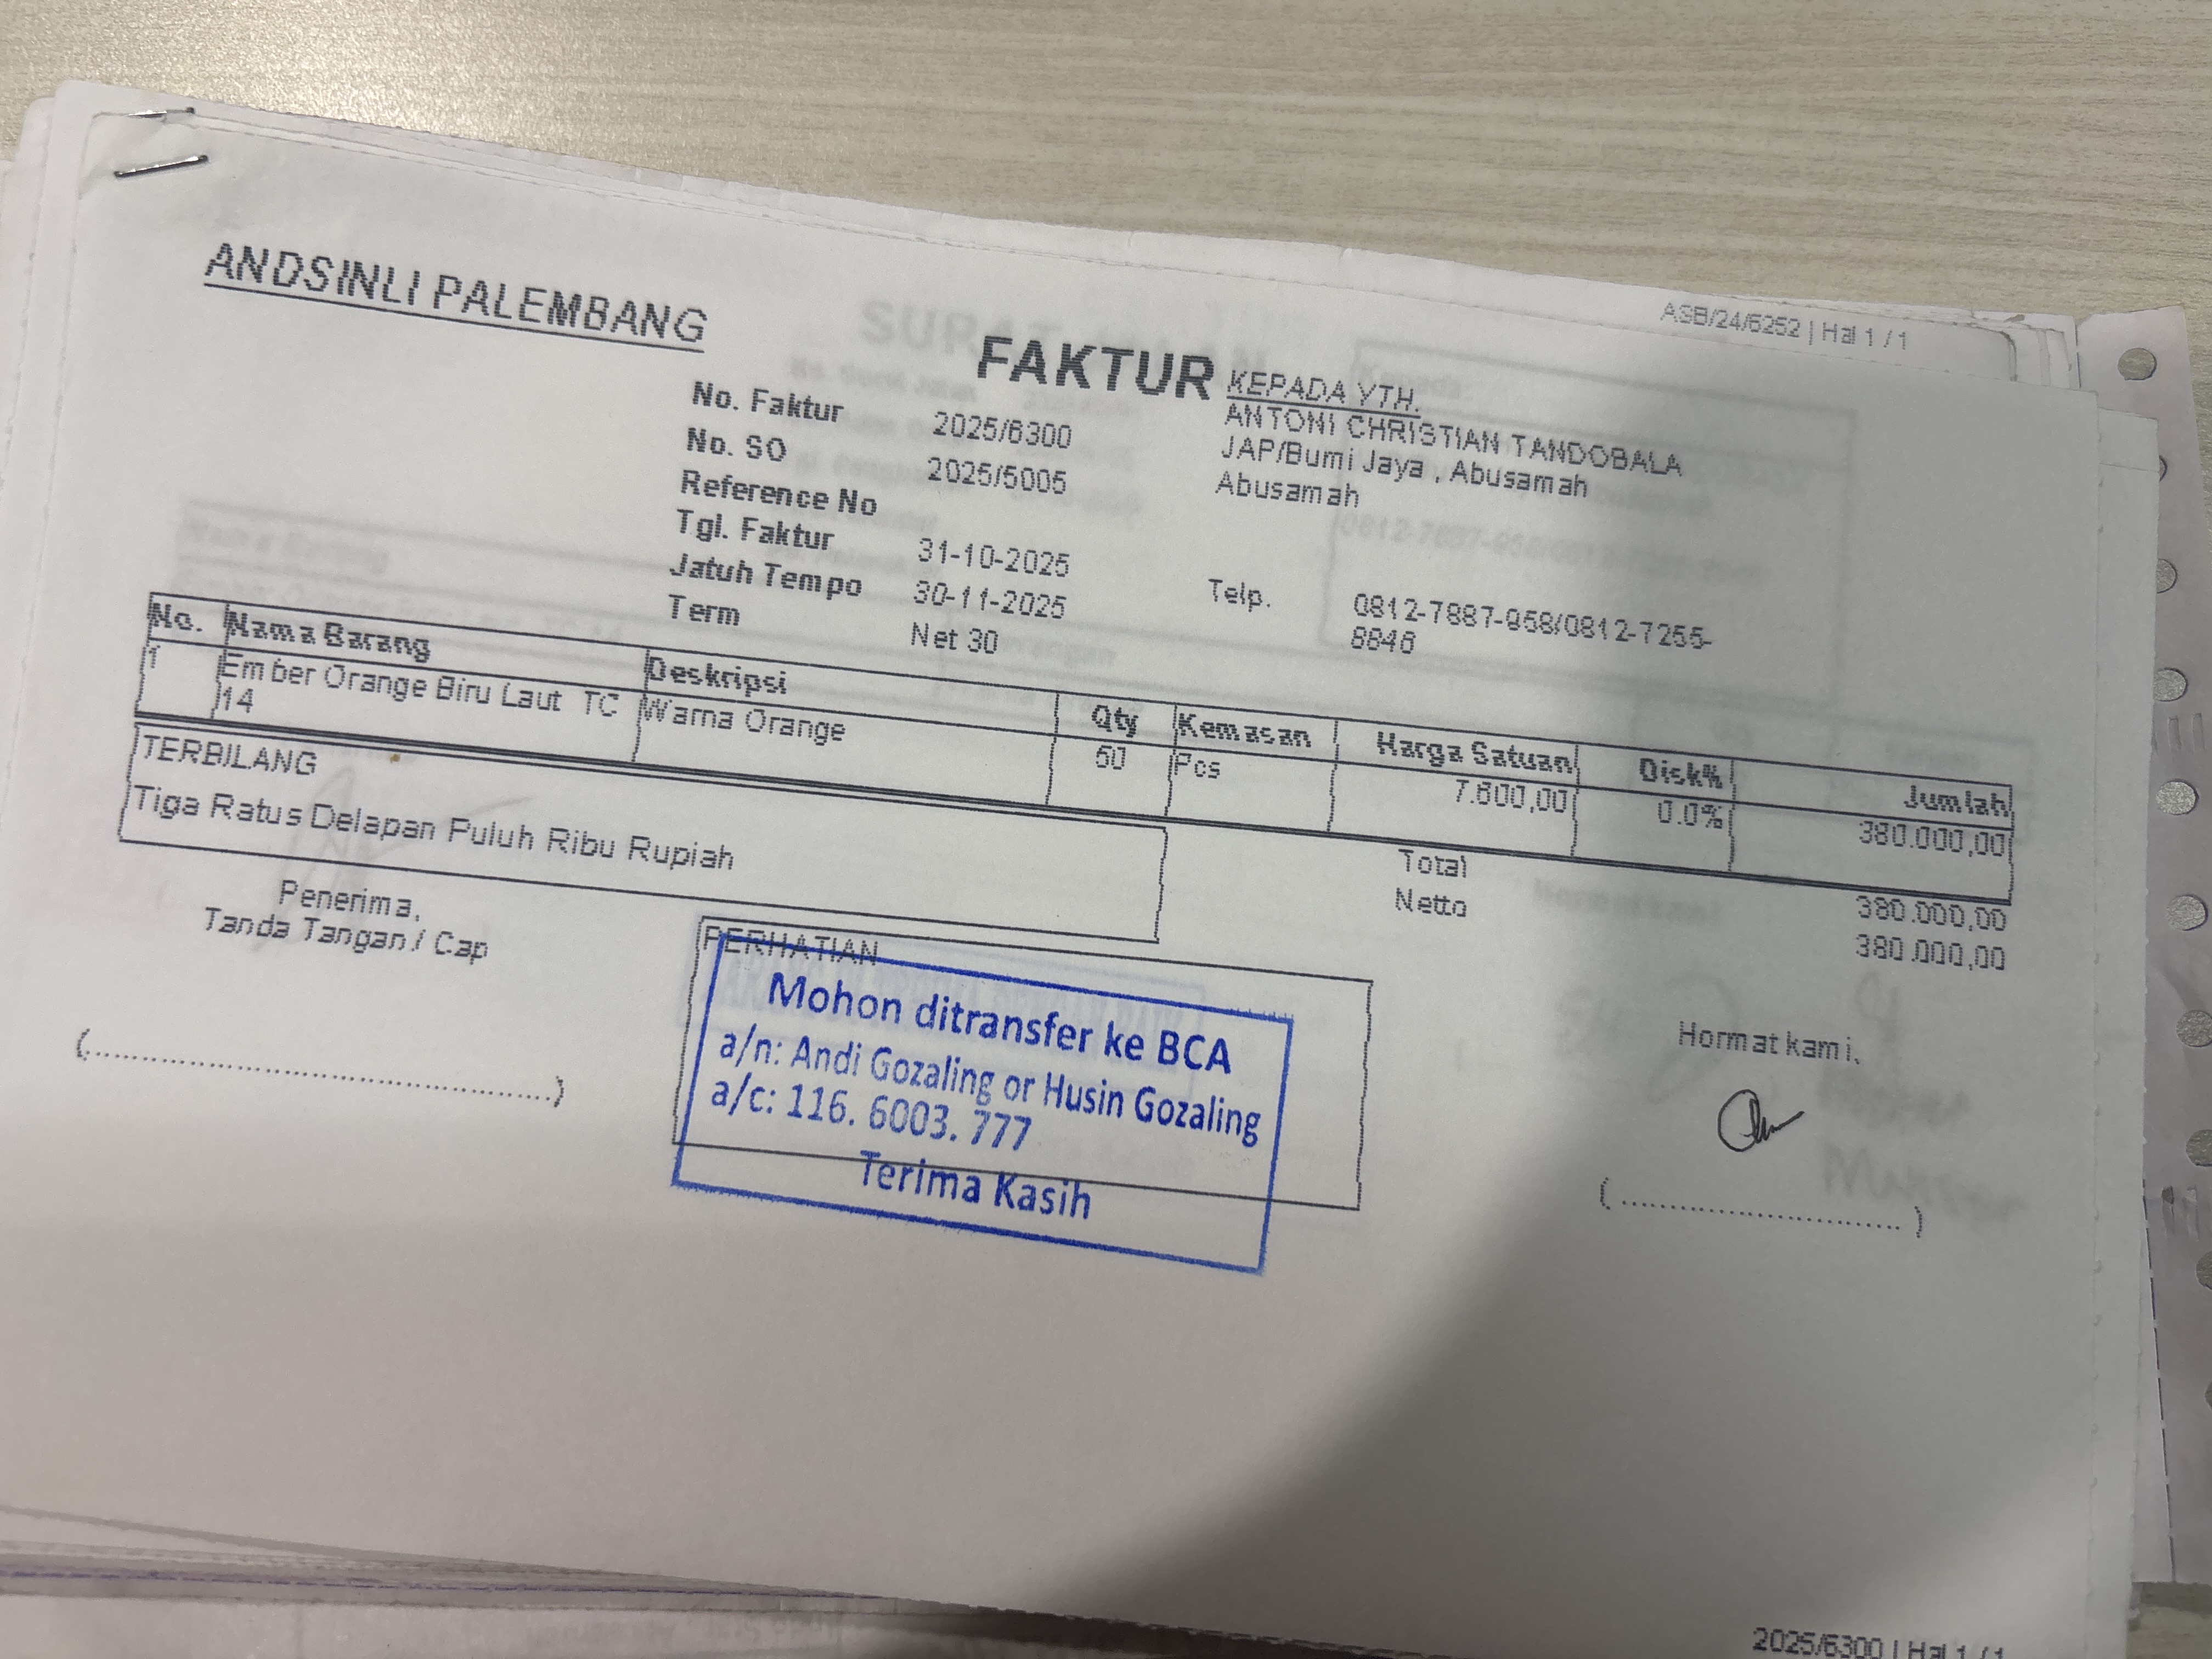 ASB/24/6252 | Hal 1 / 1
ANDSINLI PALEMBANG
FAKTUR
No. Faktur 2025/6300
No. SO 2025/5005
Reference No
Tgl. Faktur 31-10-2025
Jatuh Tempo 30-11-2025
Term Net 30
KEPADA YTH.
ANTONI CHRISTIAN TANDOBALA
JAP/Bumi Jaya , Abusamah
Abusamah
Telp. 0812-7887-958/0812-7255-
8846
No. Nama Barang Deskripsi Qty Kemasan Harga Satuan Disk% Jumlah
1 Ember Orange Biru Laut TC Warna Orange 50 Pcs 7.600,00 0.0% 380.000,00
14
TERBILANG
Tiga Ratus Delapan Puluh Ribu Rupiah
Total 380.000,00
Netto 380.000,00
Penerima,
Tanda Tangan / Cap
(..............................................)
PERHATIAN
Mohon ditransfer ke BCA
a/n: Andi Gozaling or Husin Gozaling
a/c: 116. 6003. 777
Terima Kasih
Hormat kami,
(............................)
2025/6300 | Hal 1 / 1